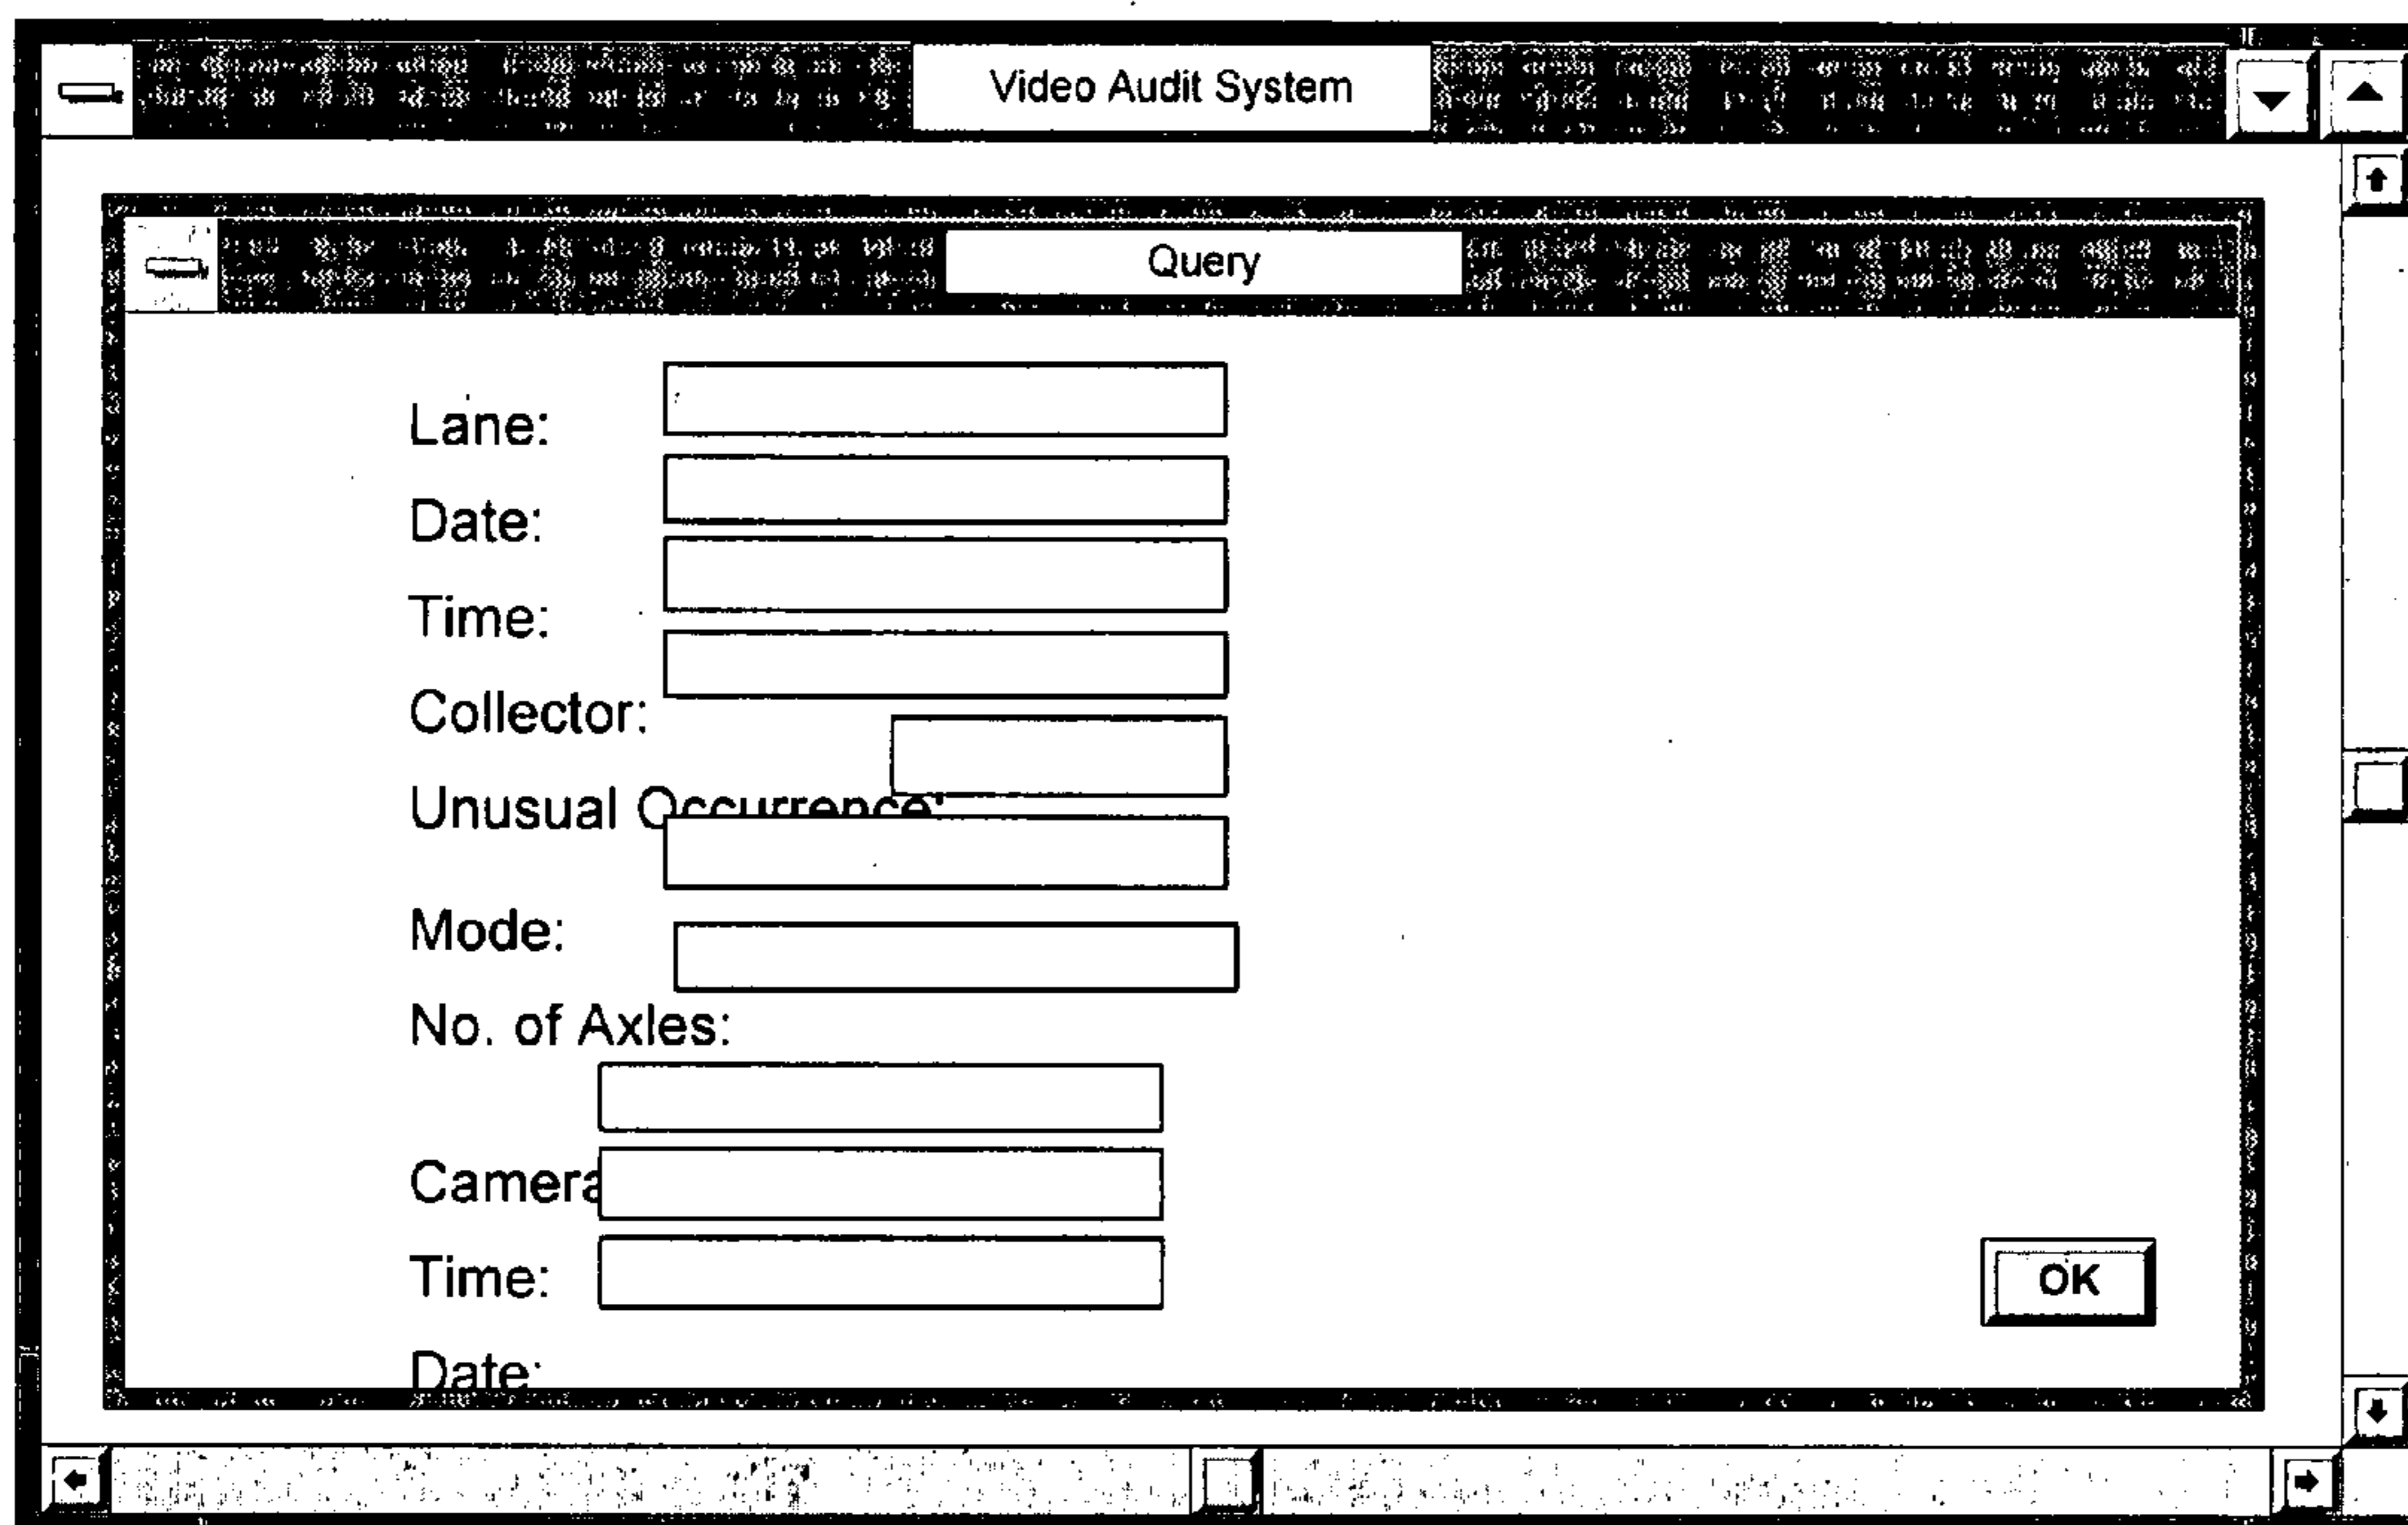 Video Audit System
Query
Lane:
Date:
Time:
Collector:
Unusual Occurrence:
Mode:
No. of Axles:
Camera
Time:
Date:
OK